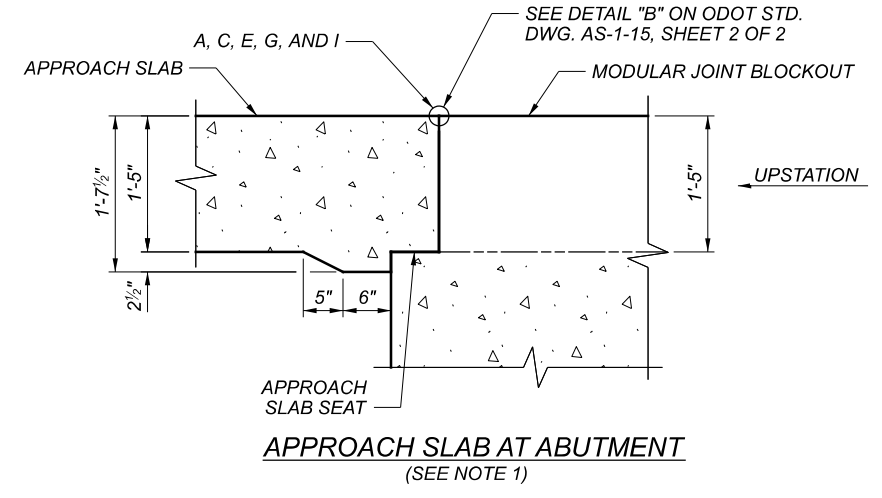 SEE DETAIL "B" ON ODOT STD.
DWG. AS-1-15, SHEET 2 OF 2
A, C, E, G, AND I
APPROACH SLAB
MODULAR JOINT BLOCKOUT
1'-7½"
1'-5"
1'-5"
UPSTATION
2½"
5"
6"
APPROACH
SLAB SEAT
APPROACH SLAB AT ABUTMENT
(SEE NOTE 1)